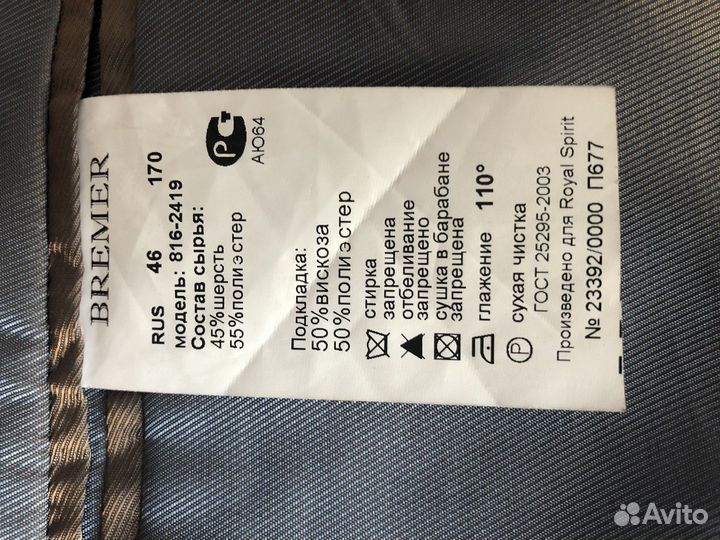 BREMER
RUS 46 170
модель: 816-2419
Состав сырья:
45%шерсть
55%полиэстер
АЮ64
Подкладка:
50%вискоза
50%полиэстер
стирка
запрещена
отбеливание
запрещено
сушка в барабане
запрещена
глажение 110°
P сухая чистка
ГОСТ 25295-2003
Произведено для Royal Spirit
№ 23392/0000 П677
Avito